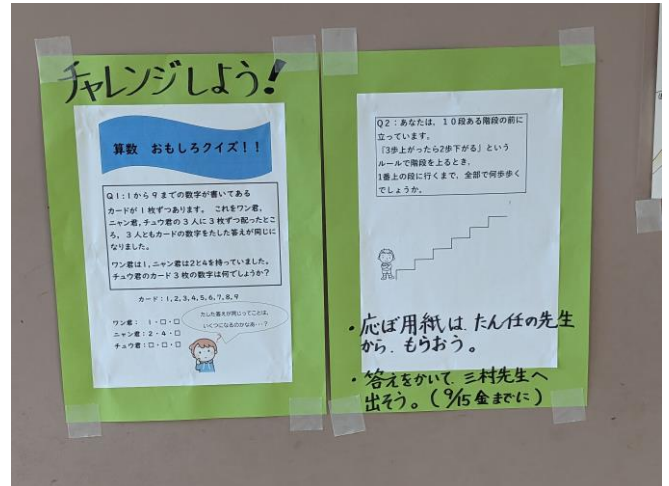 チャレンジしよう!
算数 おもしろクイズ!!
Q1:1から9までの数字が書いてある
カードが1枚ずつあります。 これをワン君,
ニャン君,チュウ君の3人に3枚ずつ配ったとこ
ろ,3人ともカードの数字をたした答えが同じに
なりました。
ワン君は1,ニャン君は2と4を持っていました。
チュウ君のカード3枚の数字は何でしょうか?
カード:1,2,3,4,5,6,7,8,9
ワン君: 1・□・□
ニャン君:2・4・□
チュウ君:□・□・□
たした答えが同じってことは,
いくつになるのかなあ…?
Q2:あなたは,10段ある階段の前に
立っています。
「3歩上がったら2歩下がる」という
ルールで階段を上るとき,
1番上の段に行くまで,全部で何歩歩く
でしょうか。
・応ぼ用紙は、たん任の先生
から、もらおう。
・答えをかいて、三村先生へ
出そう。(9/15金までに)